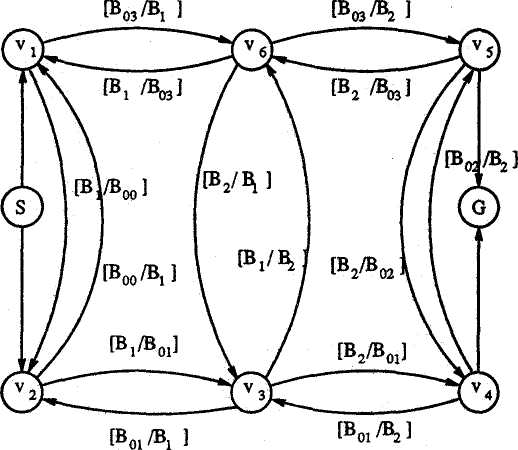 [B03/B1 ] [B03/B2 ]
v1 v6 v5
[B1 /B03] [B2 /B03]
[B02/B2 ]
[B1/B00] [B2/ B1 ]
S G
[B1/ B2 ]
[B00/B1 ] [B2/B02]
[B1/B01] [B2/B01]
v2 v3 v4
[B01/B1 ] [B01/B2 ]